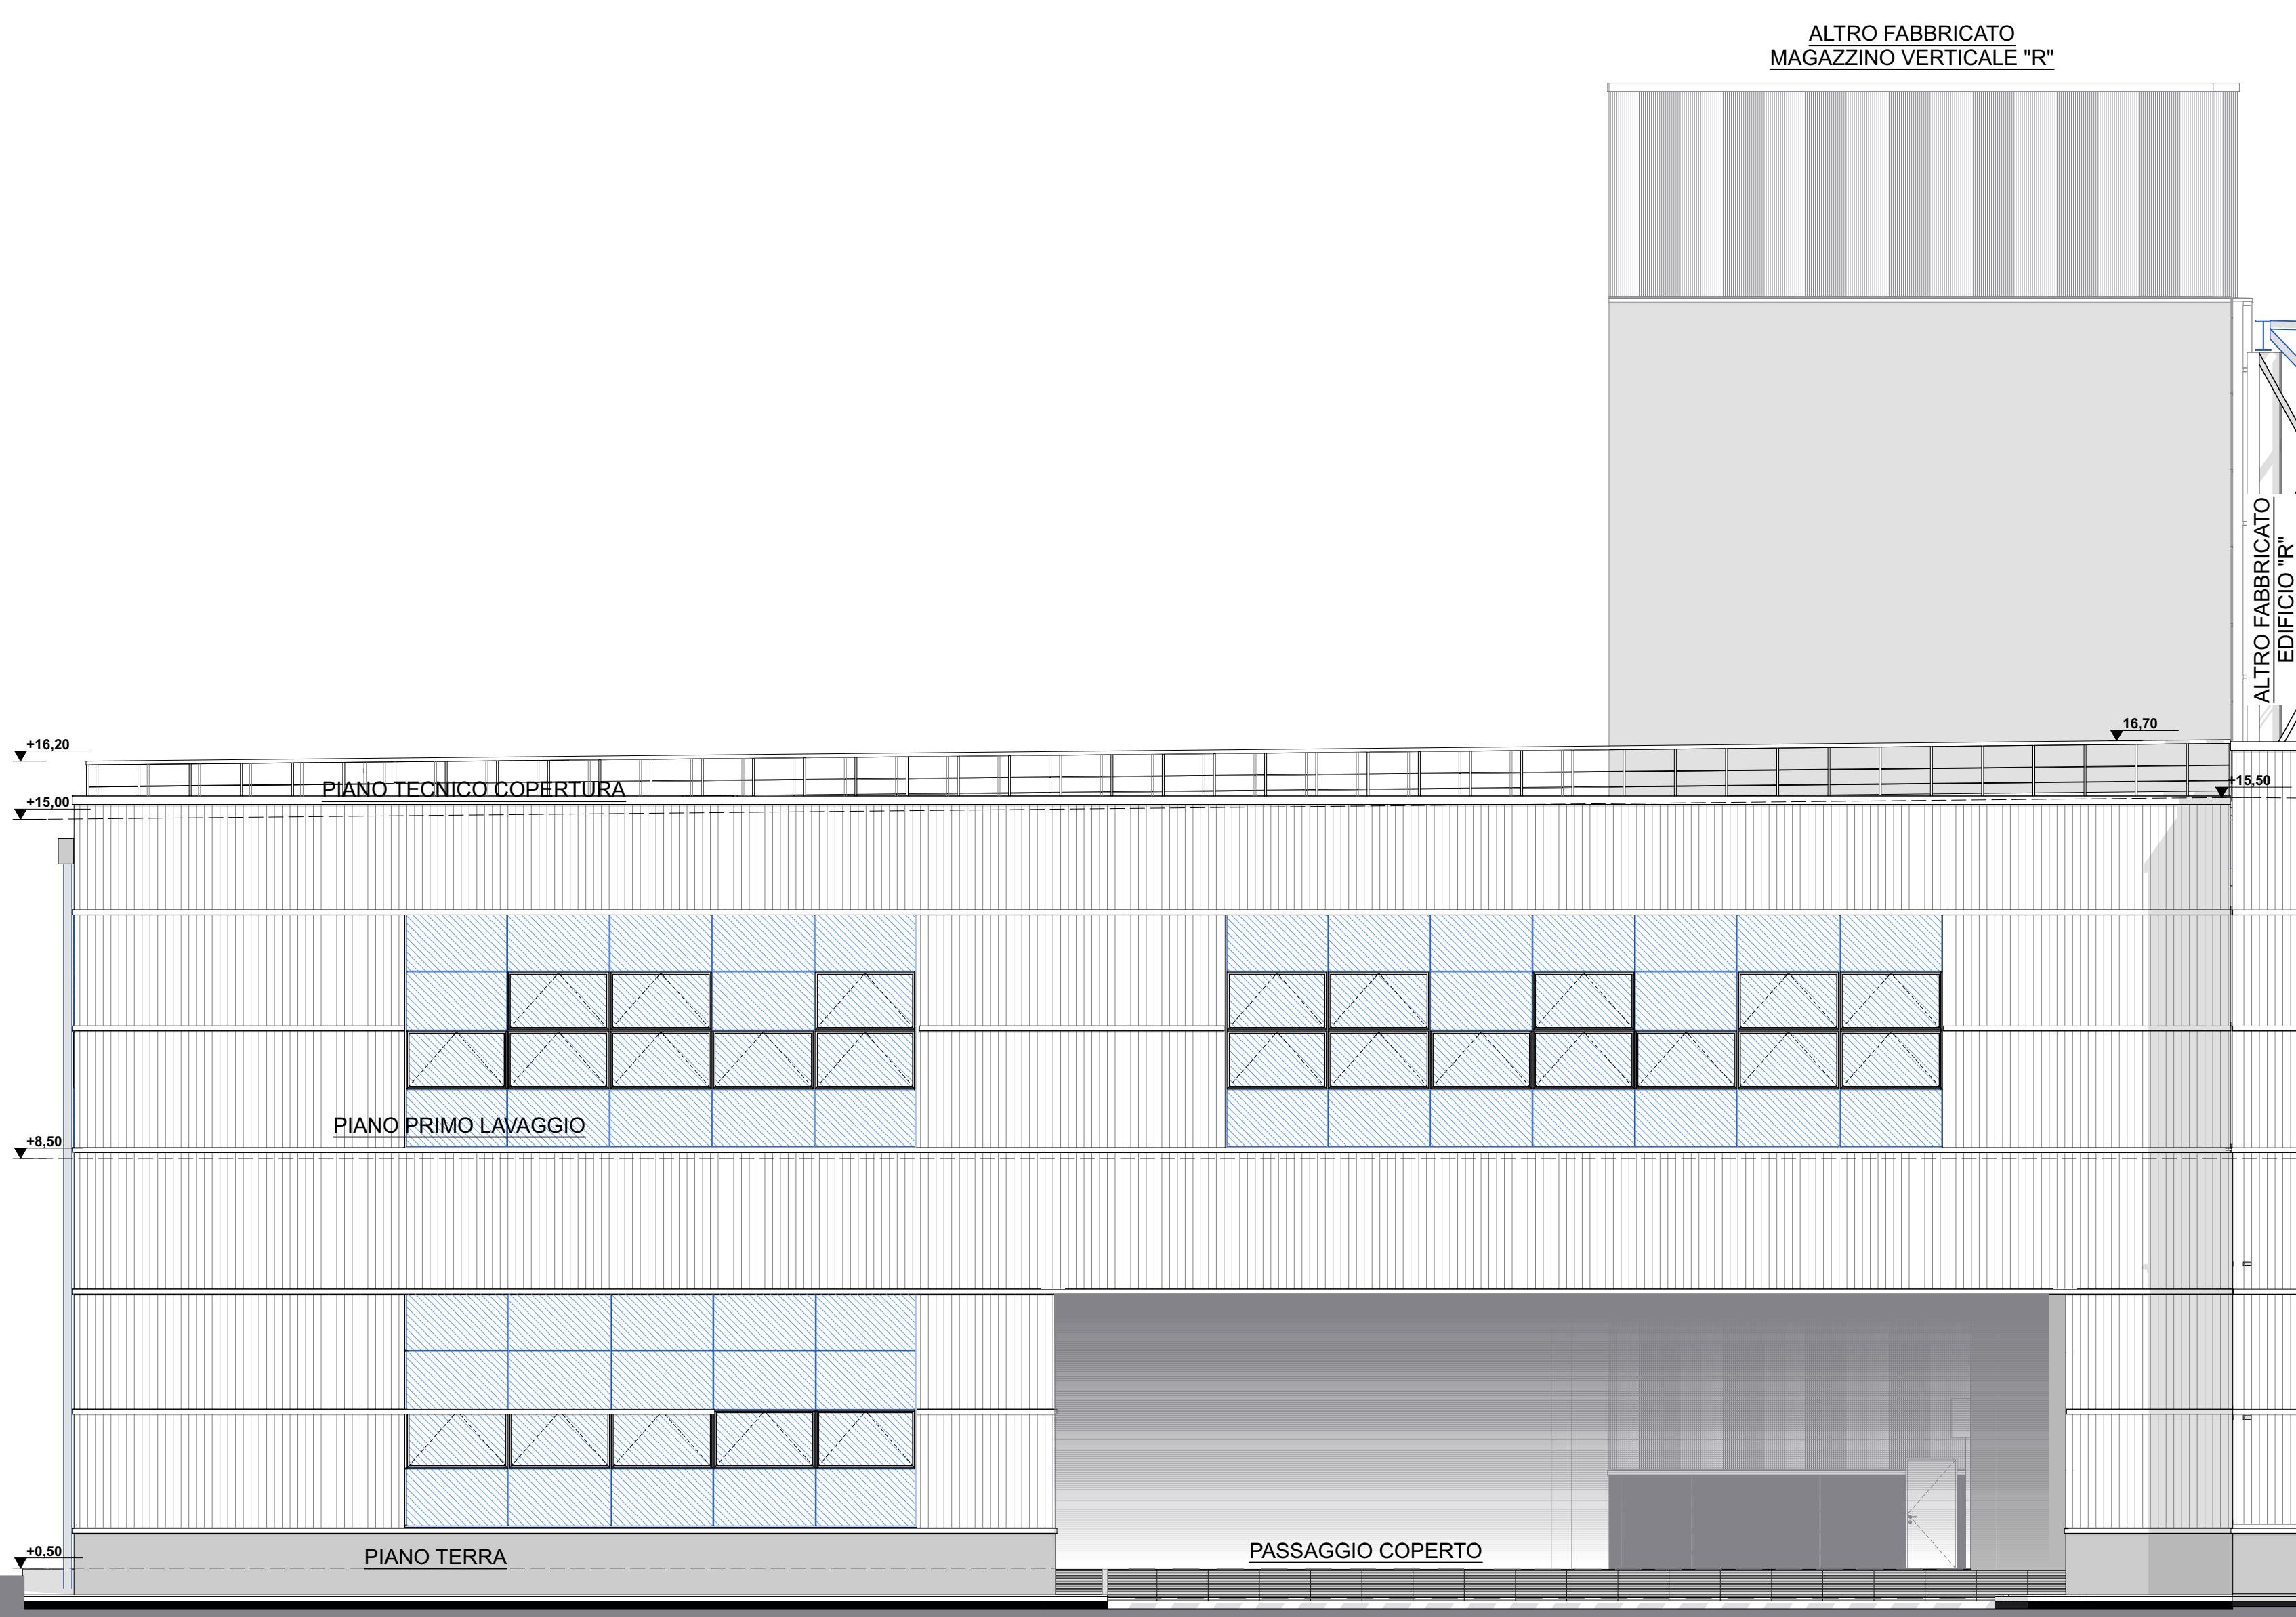 ALTRO FABBRICATO
MAGAZZINO VERTICALE "R"
ALTRO FABBRICATO
EDIFICIO "R"
16,70
+16,20
+15,50
PIANO TECNICO COPERTURA
+15,00
PIANO PRIMO LAVAGGIO
+8,50
+0,50
PIANO TERRA
PASSAGGIO COPERTO